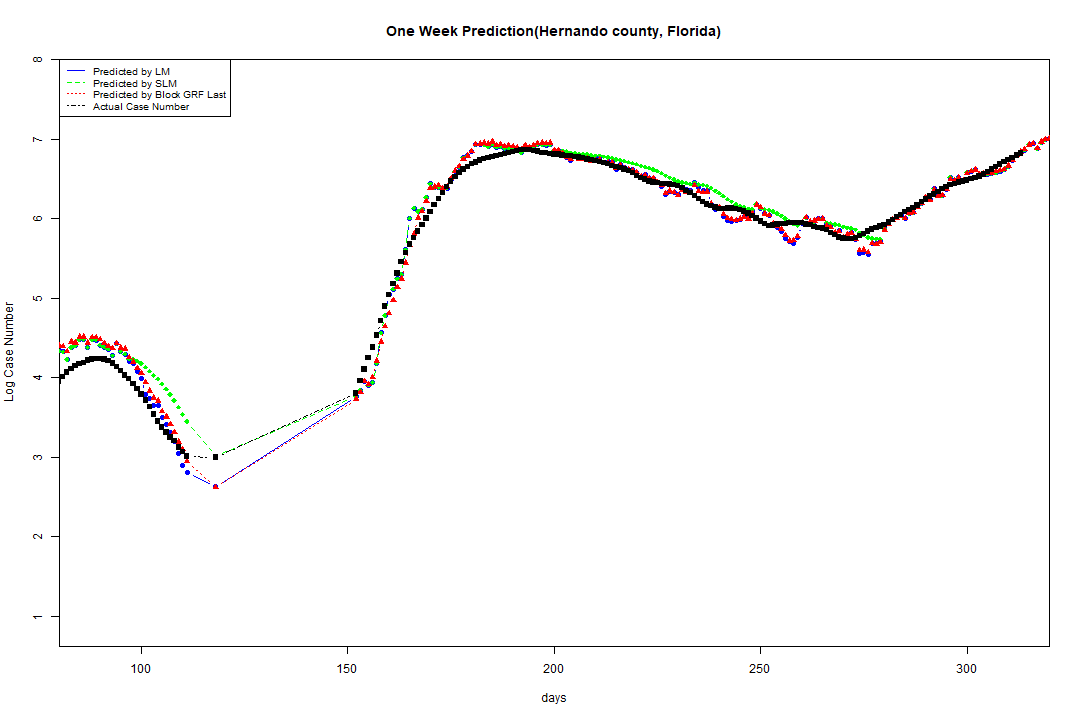 One Week Prediction(Hernando county, Florida)
Predicted by LM
Predicted by SLM
Predicted by Block GRF Last
Actual Case Number
Log Case Number
8
7
6
5
4
3
2
1
100 150 200 250 300
days